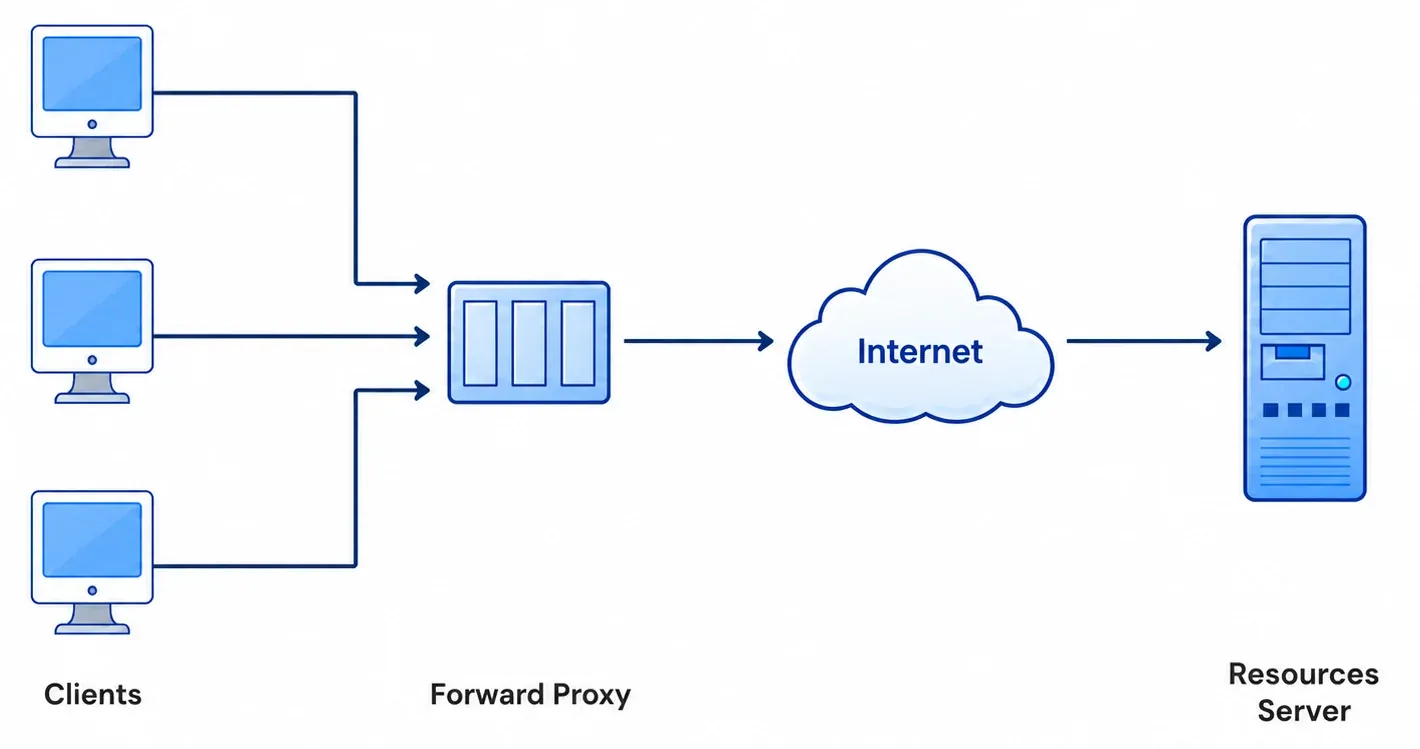 Internet
Clients
Forward Proxy
Resources
Server